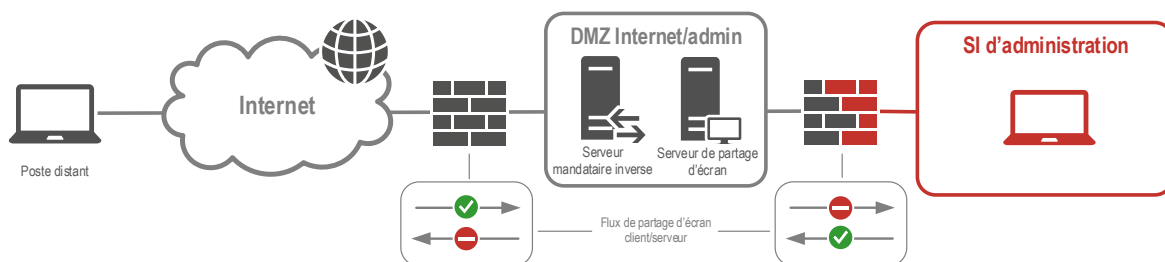 DMZ Internet/admin
SI d'administration
Internet
Poste distant
Serveur
mandataire inverse
Serveur de partage
d'écran
Flux de partage d'écran
client/serveur